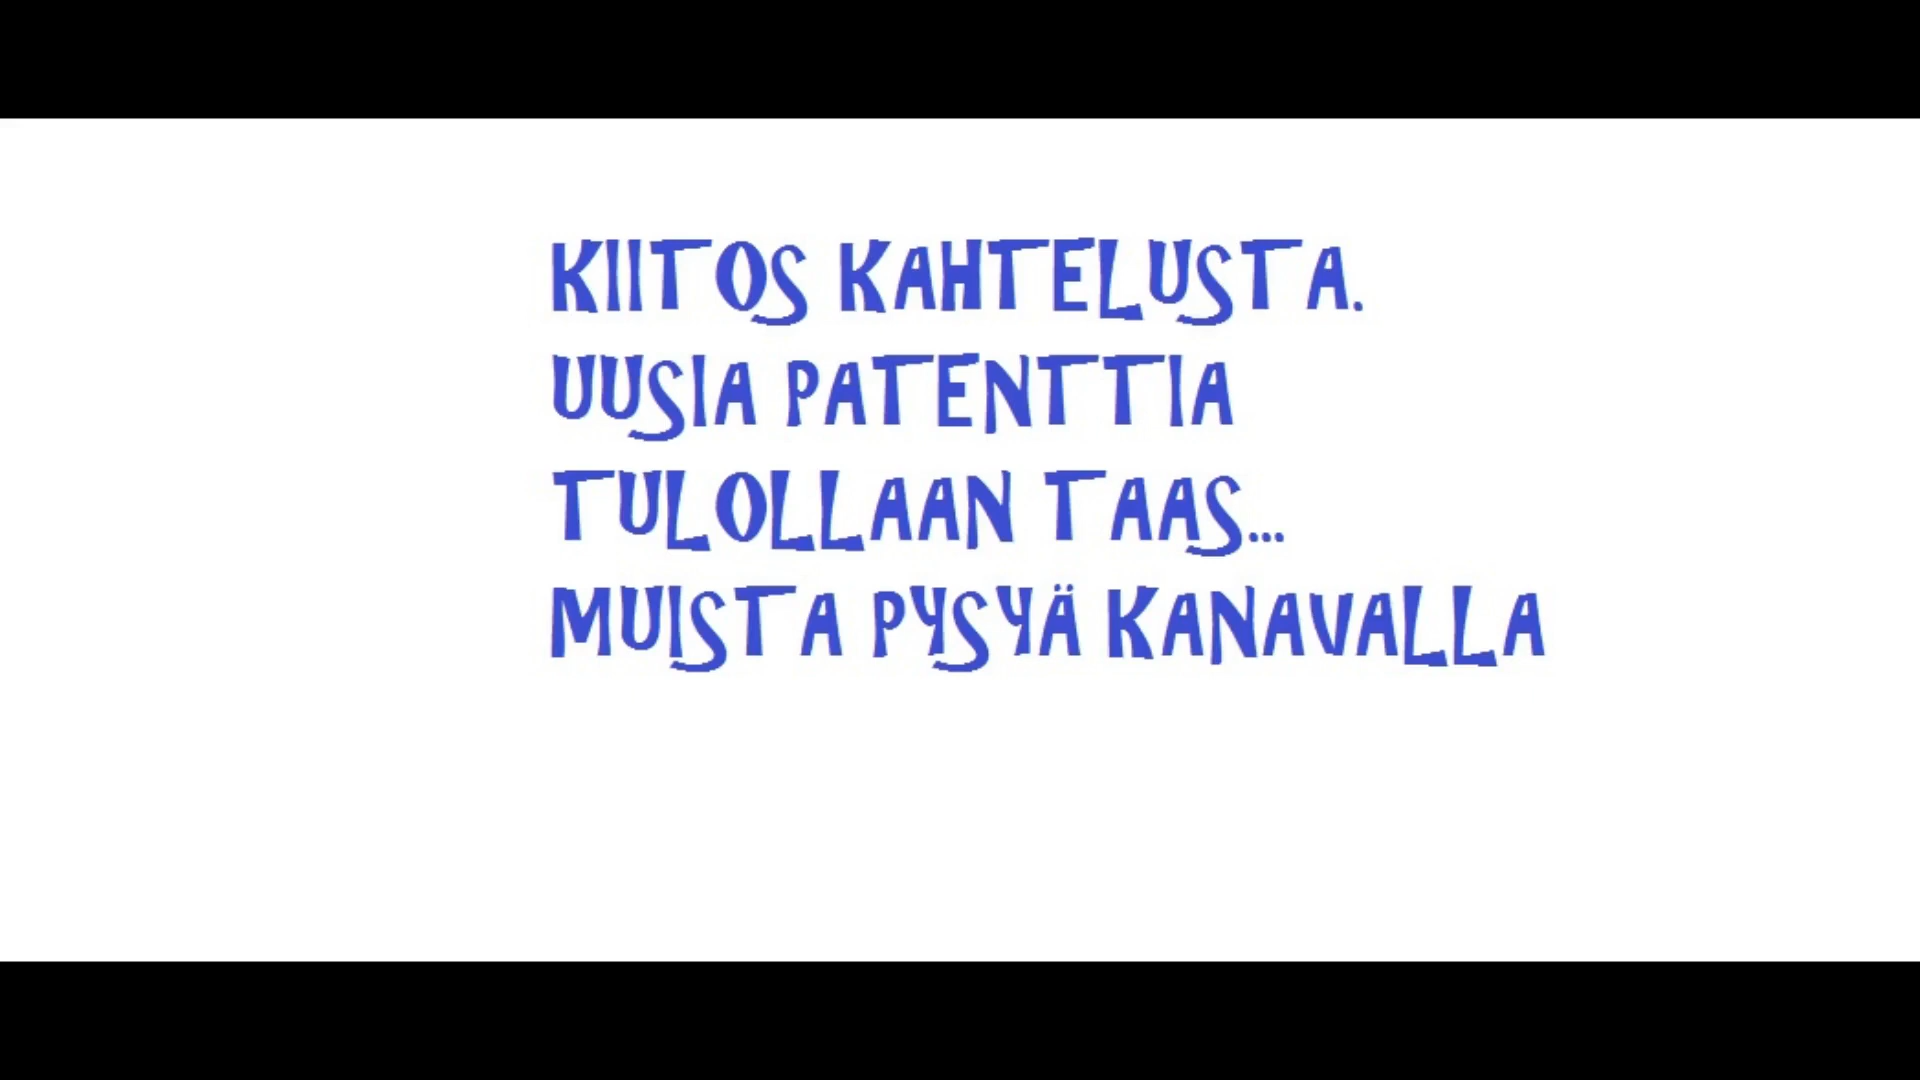 KIITOS KAHTELUSTA.
UUSIA PATENTTIA
TULOLLAAN TAAS...
MUISTA PYSYÄ KANAVALLA